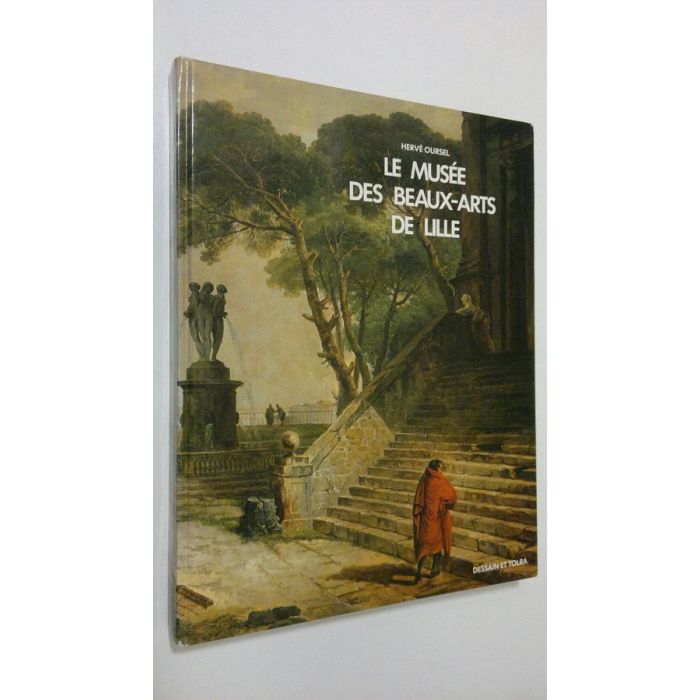 HERVÉ OURSEL
LE MUSÉE
DES BEAUX-ARTS
DE LILLE
DESSAIN ET TOLRA